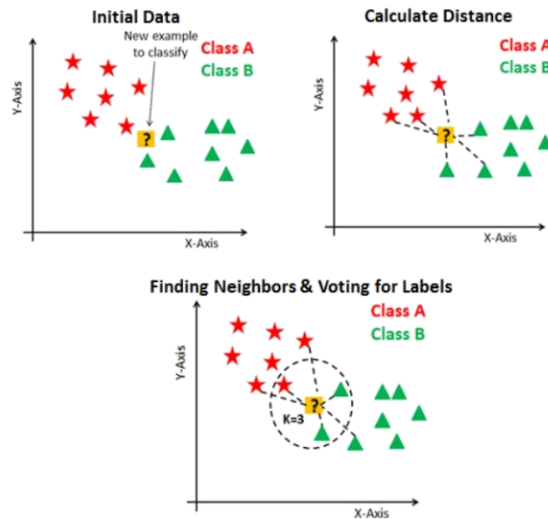 Initial Data
New example
to classify
Class A
Class B
?
Y-Axis
X-Axis
Calculate Distance
Class A
Class B
?
Y-Axis
X-Axis
Finding Neighbors & Voting for Labels
Class A
Class B
?
K=3
Y-Axis
X-Axis